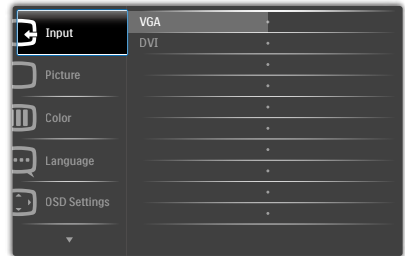 Input
VGA
DVI
Picture
Color
Language
OSD Settings